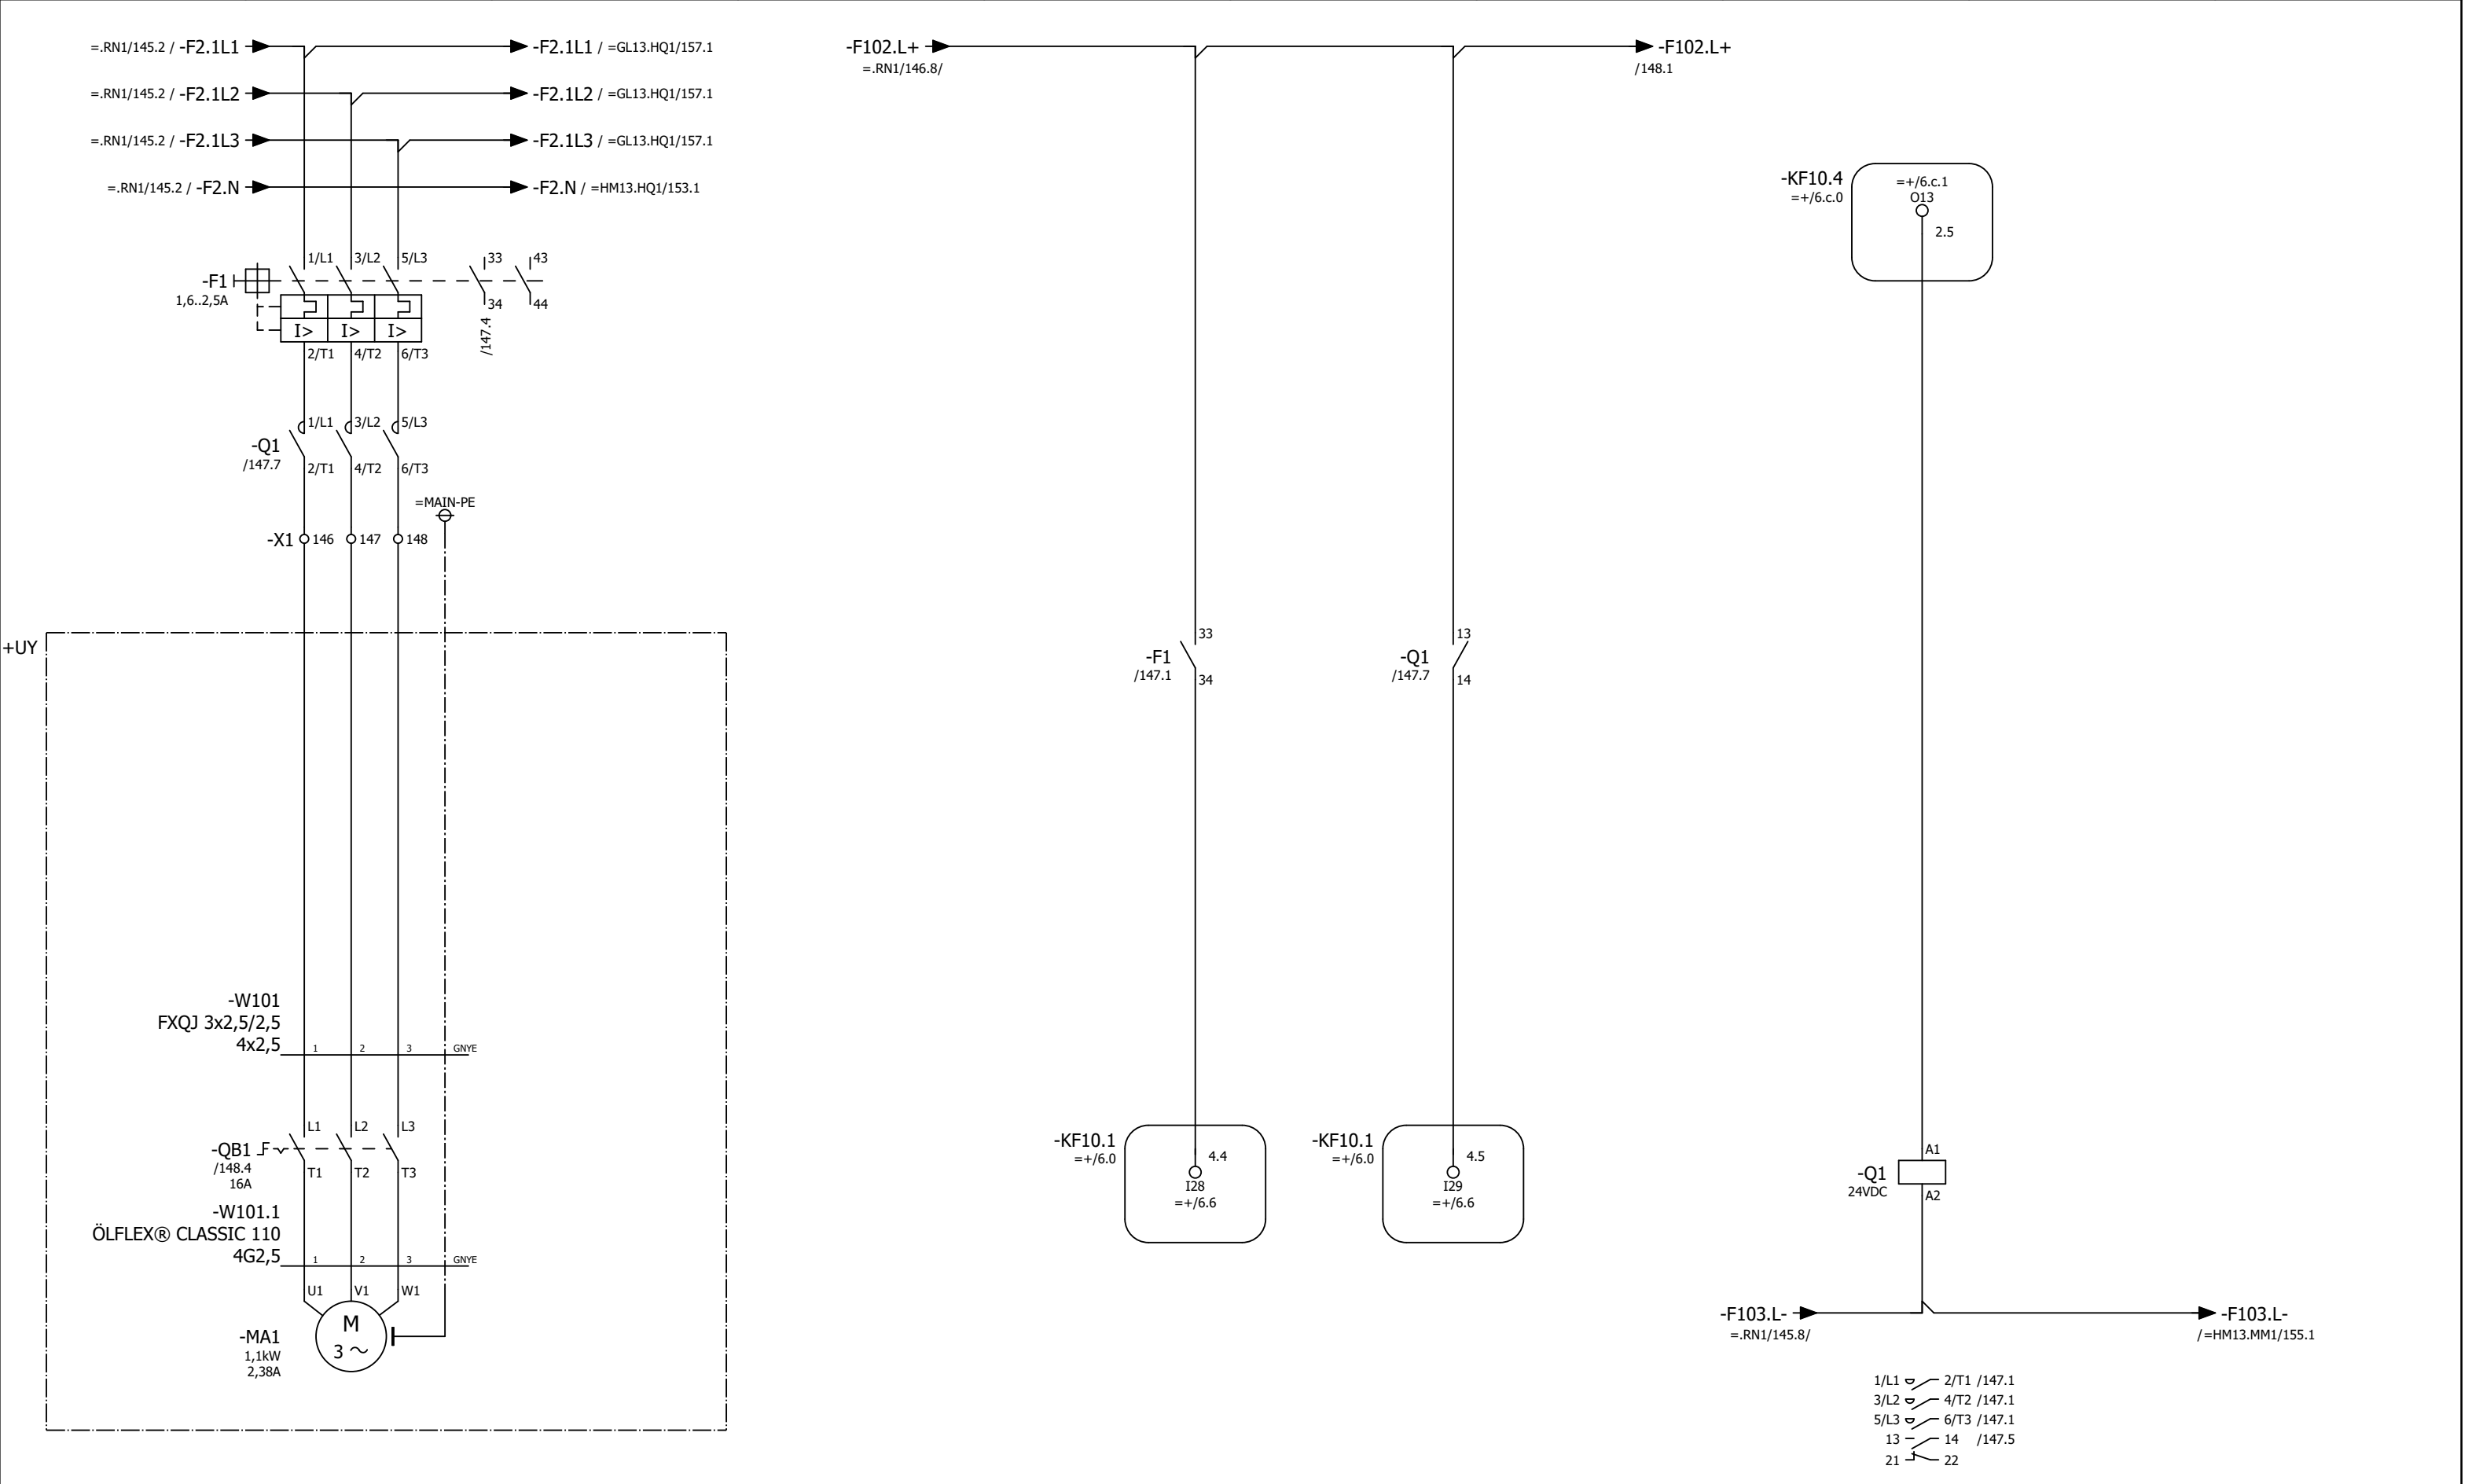 =.RN1/145.2 / -F2.1L1
-F2.1L1 / =GL13.HQ1/157.1
=.RN1/145.2 / -F2.1L2
-F2.1L2 / =GL13.HQ1/157.1
=.RN1/145.2 / -F2.1L3
-F2.1L3 / =GL13.HQ1/157.1
=.RN1/145.2 / -F2.N
-F2.N / =HM13.HQ1/153.1
-F1
1,6..2,5A
1/L1 3/L2 5/L3 33 43
34 44
/147.4
I> I> I>
2/T1 4/T2 6/T3
1/L1 3/L2 5/L3
-Q1
/147.7
2/T1 4/T2 6/T3
=MAIN-PE
-X1 146 147 148
+UY
-W101
FXQJ 3x2,5/2,5
4x2,5
1 2 3 GNYE
L1 L2 L3
-QB1
/148.4
16A
T1 T2 T3
-W101.1
ÖLFLEX® CLASSIC 110
4G2,5
1 2 3 GNYE
U1 V1 W1
M
3
-MA1
1,1kW
2,38A
-F102.L+
=.RN1/146.8/
-F102.L+
/148.1
33
-F1
/147.1
34
13
-Q1
/147.7
14
-KF10.1
=+/6.0
4.4
I28
=+/6.6
-KF10.1
=+/6.0
4.5
I29
=+/6.6
-KF10.4
=+/6.c.0
=+/6.c.1
O13
2.5
A1
-Q1
24VDC
A2
-F103.L-
=.RN1/145.8/
-F103.L-
/=HM13.MM1/155.1
1/L1 2/T1 /147.1
3/L2 4/T2 /147.1
5/L3 6/T3 /147.1
13 14 /147.5
21 22